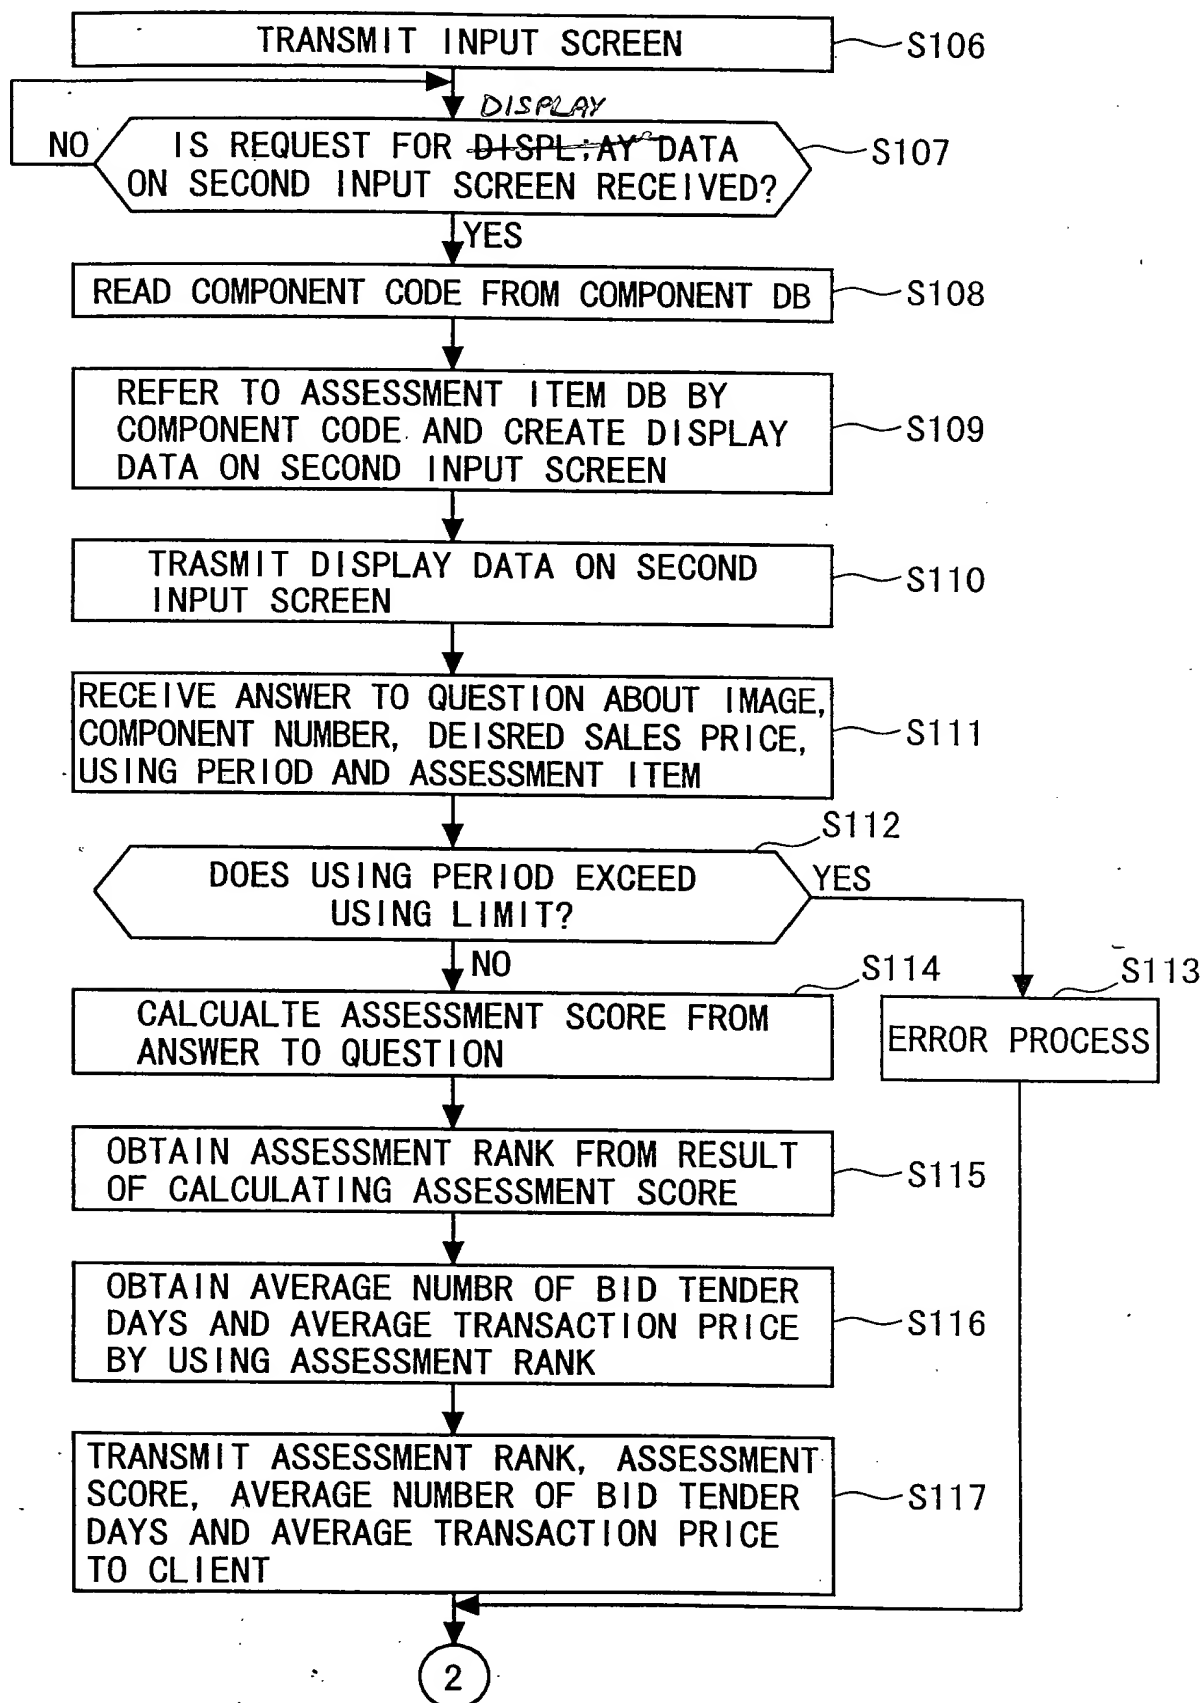 TRANSMIT INPUT SCREEN
S106
DISPLAY
NO
IS REQUEST FOR DISPL;AY DATA
ON SECOND INPUT SCREEN RECEIVED?
S107
YES
READ COMPONENT CODE FROM COMPONENT DB
S108
REFER TO ASSESSMENT ITEM DB BY
COMPONENT CODE AND CREATE DISPLAY
DATA ON SECOND INPUT SCREEN
S109
TRASMIT DISPLAY DATA ON SECOND
INPUT SCREEN
S110
RECEIVE ANSWER TO QUESTION ABOUT IMAGE,
COMPONENT NUMBER, DEISRED SALES PRICE,
USING PERIOD AND ASSESSMENT ITEM
S111
S112
DOES USING PERIOD EXCEED
USING LIMIT?
YES
NO
S114
S113
CALCUALTE ASSESSMENT SCORE FROM
ANSWER TO QUESTION
ERROR PROCESS
OBTAIN ASSESSMENT RANK FROM RESULT
OF CALCULATING ASSESSMENT SCORE
S115
OBTAIN AVERAGE NUMBR OF BID TENDER
DAYS AND AVERAGE TRANSACTION PRICE
BY USING ASSESSMENT RANK
S116
TRANSMIT ASSESSMENT RANK, ASSESSMENT
SCORE, AVERAGE NUMBER OF BID TENDER
DAYS AND AVERAGE TRANSACTION PRICE
TO CLIENT
S117
2